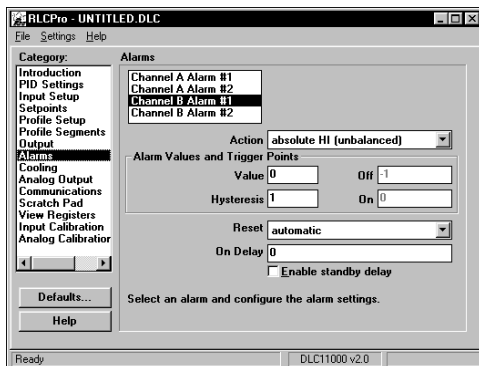 RLCPro - UNTITLED.DLC
File Settings Help
Category:
Introduction
PID Settings
Input Setup
Setpoints
Profile Setup
Profile Segments
Output
Alarms
Cooling
Analog Output
Communications
Scratch Pad
View Registers
Input Calibration
Analog Calibration
Defaults...
Help
Alarms
Channel A Alarm #1
Channel A Alarm #2
Channel B Alarm #1
Channel B Alarm #2
Action absolute HI (unbalanced)
Alarm Values and Trigger Points
Value 0 Off -1
Hysteresis 1 On 0
Reset automatic
On Delay 0
Enable standby delay
Select an alarm and configure the alarm settings.
Ready DLC11000 v2.0